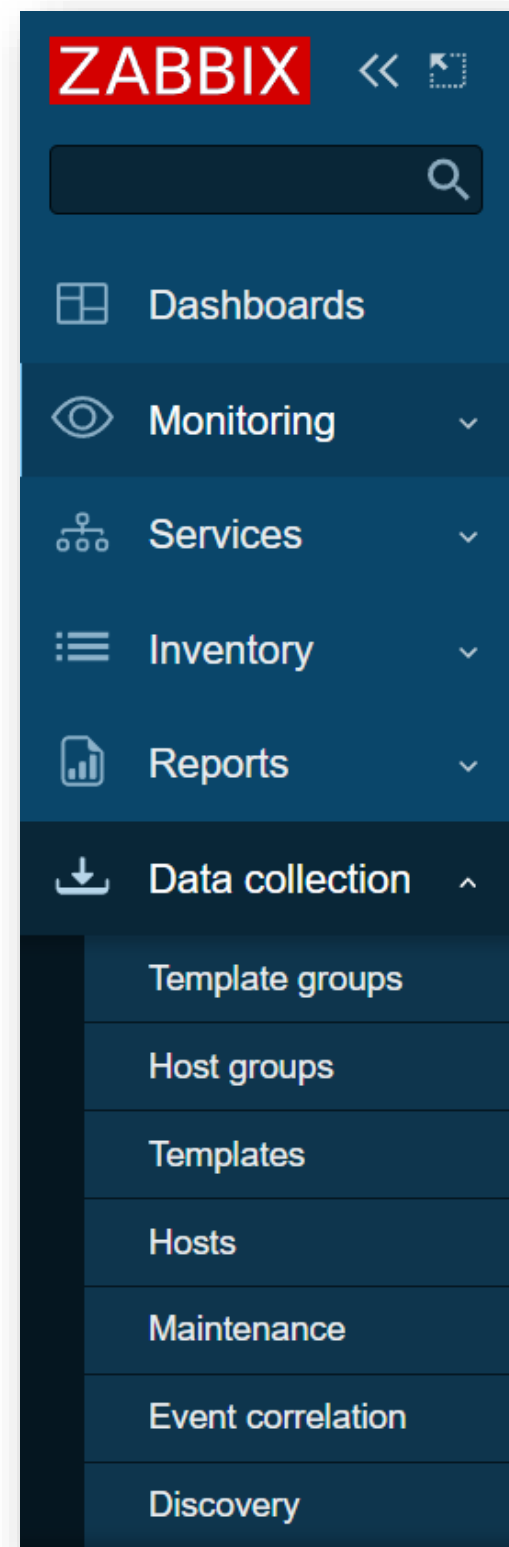 ZABBIX
Dashboards
Monitoring
Services
Inventory
Reports
Data collection
Template groups
Host groups
Templates
Hosts
Maintenance
Event correlation
Discovery